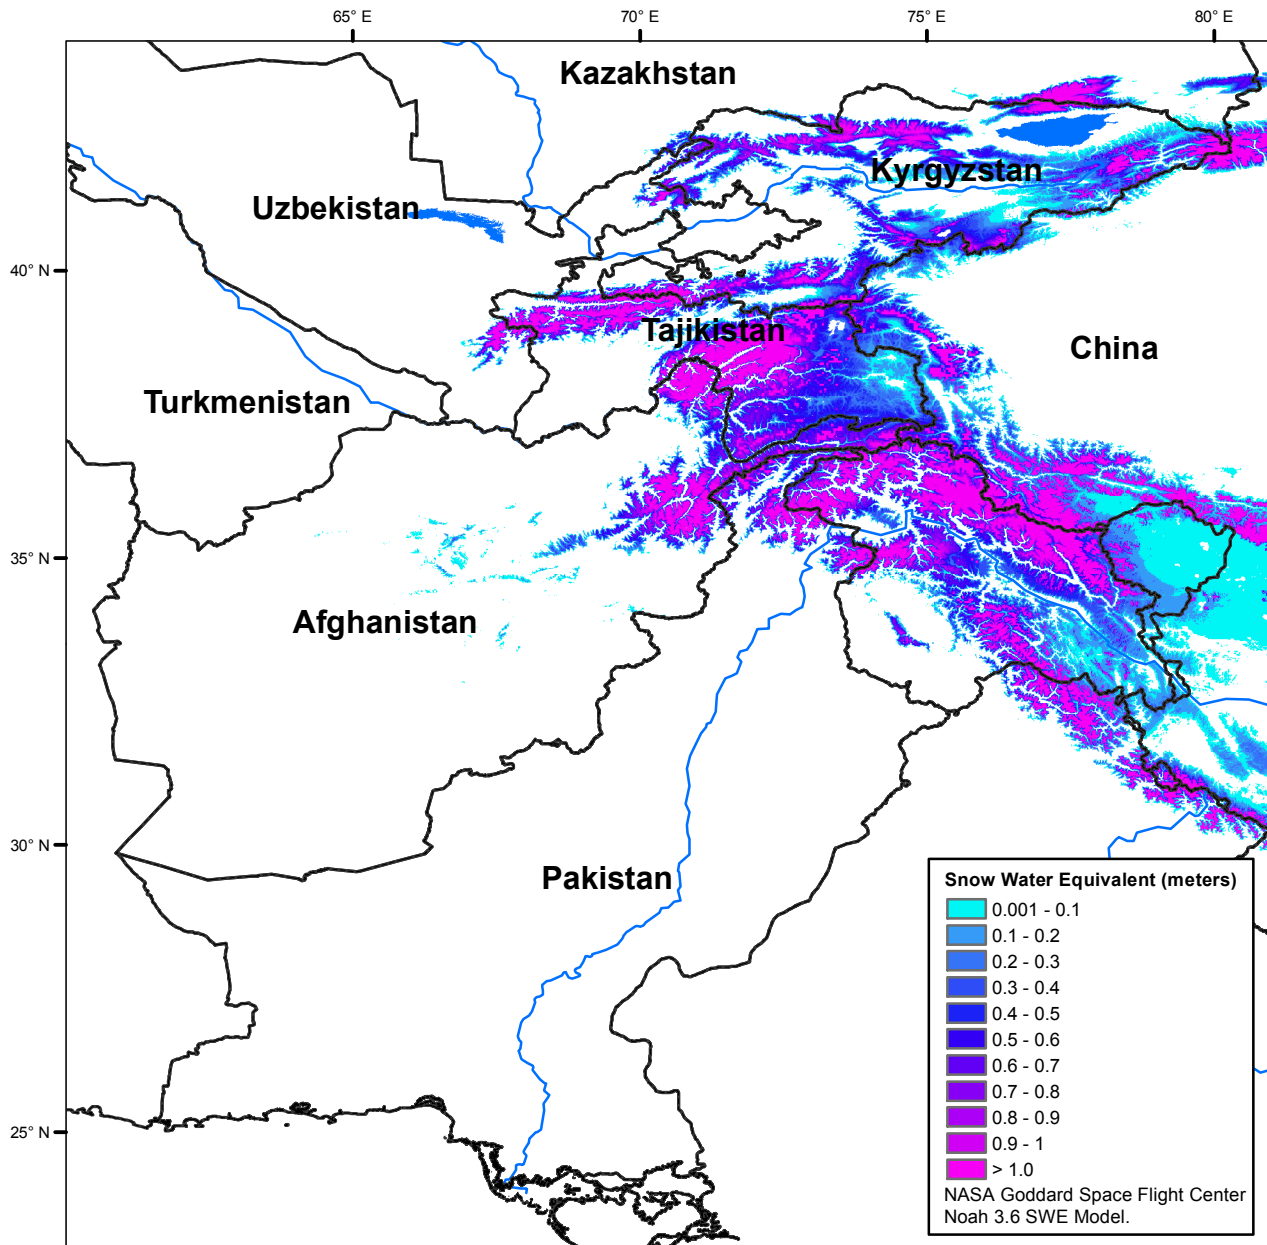 65° E
70° E
75° E
80° E
Kazakhstan
Kyrgyzstan
Uzbekistan
40° N
Tajikistan
China
Turkmenistan
35° N
Afghanistan
30° N
Pakistan
25° N
Snow Water Equivalent (meters)
0.001 - 0.1
0.1 - 0.2
0.2 - 0.3
0.3 - 0.4
0.4 - 0.5
0.5 - 0.6
0.6 - 0.7
0.7 - 0.8
0.8 - 0.9
0.9 - 1
> 1.0
NASA Goddard Space Flight Center
Noah 3.6 SWE Model.